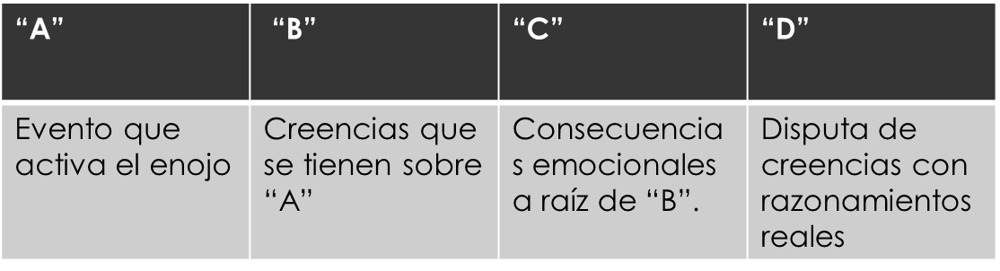 “A”
“B”
“C”
“D”
Evento que
activa el enojo
Creencias que
se tienen sobre
“A”
Consecuencia
s emocionales
a raíz de “B”.
Disputa de
creencias con
razonamientos
reales